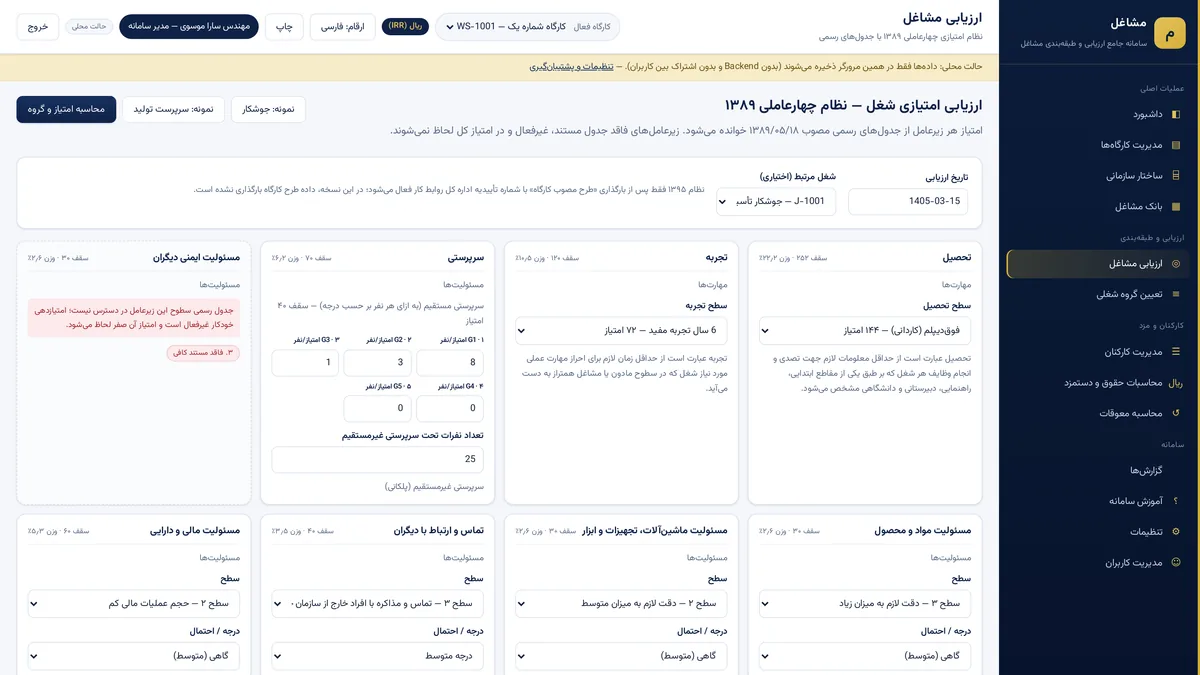 م
مشاغل
سامانه جامع ارزیابی و طبقه‌بندی مشاغل
عملیات اصلی
داشبورد
مدیریت کارگاه‌ها
ساختار سازمانی
بانک مشاغل
ارزیابی و طبقه‌بندی
ارزیابی مشاغل
تعیین گروه شغلی
کارکنان و مزد
مدیریت کارکنان
ریال محاسبات حقوق و دستمزد
محاسبه معوقات
سامانه
گزارش‌ها
؟ آموزش سامانه
تنظیمات
مدیریت کاربران
ارزیابی مشاغل
نظام امتیازی چهارعاملی ۱۳۸۹ با جدول‌های رسمی
کارگاه فعال کارگاه شماره یک — WS-1001
ریال (IRR)
ارقام: فارسی
چاپ
مهندس سارا موسوی — مدیر سامانه
حالت محلی
خروج
حالت محلی: داده‌ها فقط در همین مرورگر ذخیره می‌شوند (بدون Backend و بدون اشتراک بین کاربران). — تنظیمات و پشتیبان‌گیری
ارزیابی امتیازی شغل — نظام چهارعاملی ۱۳۸۹
امتیاز هر زیرعامل از جدول‌های رسمی مصوب ۱۳۸۹/۰۵/۱۸ خوانده می‌شود. زیرعامل‌های فاقد جدول مستند، غیرفعال و در امتیاز کل لحاظ نمی‌شوند.
نمونه: جوشکار
نمونه: سرپرست تولید
محاسبه امتیاز و گروه
تاریخ ارزیابی
1405-03-15
شغل مرتبط (اختیاری)
J-1001 — جوشکار تأسی
نظام ۱۳۹۵ فقط پس از بارگذاری «طرح مصوب کارگاه» با شماره تأییدیه اداره کل روابط کار فعال می‌شود؛ در این نسخه، داده طرح کارگاه بارگذاری نشده است.
تحصیل
سقف ۲۵۲ · وزن ۲۲٫۲٪
مهارت‌ها
سطح تحصیل
فوق‌دیپلم (کاردانی) — ۱۴۴ امتیاز
تحصیل عبارت است از حداقل معلومات لازم جهت تصدی و
انجام وظایف هر شغل که بر طبق یکی از مقاطع ابتدایی،
راهنمایی، دبیرستانی و دانشگاهی مشخص می‌شود.
تجربه
سقف ۱۲۰ · وزن ۱۰٫۵٪
مهارت‌ها
سطح تجربه
6 سال تجربه مفید — ۷۲ امتیاز
تجربه عبارت است از حداقل زمان لازم برای احراز مهارت عملی
مورد نیاز شغل که در سطوح مادون یا مشاغل همتراز به دست
می‌آید.
سرپرستی
سقف ۷۰ · وزن ۶٫۲٪
مسئولیت‌ها
سرپرستی مستقیم (به ازای هر نفر بر حسب درجه) — سقف ۴۰
امتیاز
G1 · ۱ امتیاز/نفر
G2 · ۲ امتیاز/نفر
G3 · ۳ امتیاز/نفر
8
3
1
G4 · ۴ امتیاز/نفر
G5 · ۵ امتیاز/نفر
0
0
تعداد نفرات تحت سرپرستی غیرمستقیم
25
سرپرستی غیرمستقیم (پلکانی)
مسئولیت ایمنی دیگران
سقف ۳۰ · وزن ۲٫۶٪
مسئولیت‌ها
جدول رسمی سطوح این زیرعامل در دسترس نیست؛ امتیازدهی
خودکار غیرفعال است و امتیاز آن صفر لحاظ می‌شود.
۳. فاقد مستند کافی
مسئولیت مواد و محصول
سقف ۳۰ · وزن ۲٫۶٪
مسئولیت‌ها
سطح
سطح ۳ — دقت لازم به میزان زیاد
درجه / احتمال
گاهی (متوسط)
مسئولیت ماشین‌آلات، تجهیزات و ابزار
سقف ۳۰ · وزن ۲٫۶٪
مسئولیت‌ها
سطح
سطح ۲ — دقت لازم به میزان متوسط
درجه / احتمال
گاهی (متوسط)
تماس و ارتباط با دیگران
سقف ۴۰ · وزن ۳٫۵٪
مسئولیت‌ها
سطح
سطح ۳ — تماس و مذاکره با افراد خارج از سازمان
درجه / احتمال
درجه متوسط
مسئولیت مالی و دارایی
سقف ۶۰ · وزن ۵٫۳٪
مسئولیت‌ها
سطح
سطح ۲ — حجم عملیات مالی کم
درجه / احتمال
گاهی (متوسط)